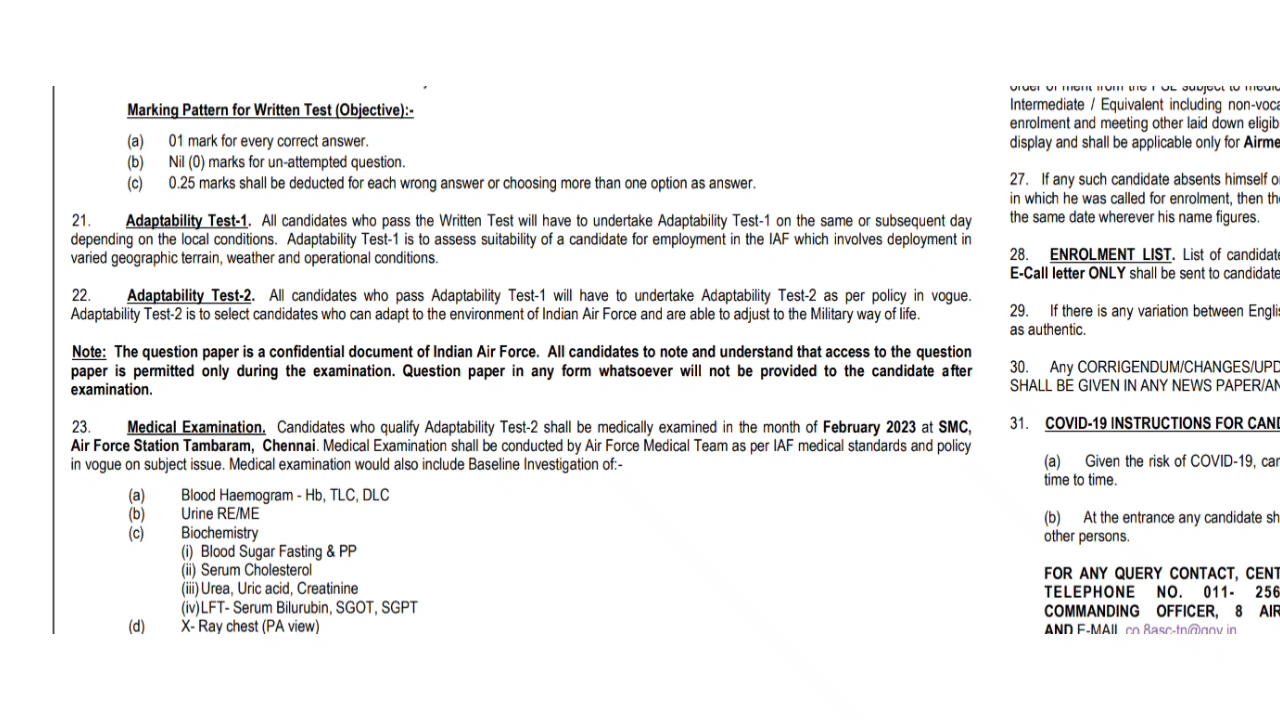 Marking Pattern for Written Test (Objective):-
(a) 01 mark for every correct answer.
(b) Nil (0) marks for un-attempted question.
(c) 0.25 marks shall be deducted for each wrong answer or choosing more than one option as answer.
21. Adaptability Test-1. All candidates who pass the Written Test will have to undertake Adaptability Test-1 on the same or subsequent day
depending on the local conditions. Adaptability Test-1 is to assess suitability of a candidate for employment in the IAF which involves deployment in
varied geographic terrain, weather and operational conditions.
22. Adaptability Test-2. All candidates who pass Adaptability Test-1 will have to undertake Adaptability Test-2 as per policy in vogue.
Adaptability Test-2 is to select candidates who can adapt to the environment of Indian Air Force and are able to adjust to the Military way of life.
Note: The question paper is a confidential document of Indian Air Force. All candidates to note and understand that access to the question
paper is permitted only during the examination. Question paper in any form whatsoever will not be provided to the candidate after
examination.
23. Medical Examination. Candidates who qualify Adaptability Test-2 shall be medically examined in the month of February 2023 at SMC,
Air Force Station Tambaram, Chennai. Medical Examination shall be conducted by Air Force Medical Team as per IAF medical standards and policy
in vogue on subject issue. Medical examination would also include Baseline Investigation of:-
(a) Blood Haemogram - Hb, TLC, DLC
(b) Urine RE/ME
(c) Biochemistry
(i) Blood Sugar Fasting & PP
(ii) Serum Cholesterol
(iii) Urea, Uric acid, Creatinine
(iv) LFT- Serum Bilurubin, SGOT, SGPT
(d) X- Ray chest (PA view)
order of merit from the PSL subject to
Intermediate / Equivalent including
enrolment and meeting other laid down
display and shall be applicable only for
27. If any such candidate absents himself
in which he was called for enrolment, then
the same date wherever his name figures.
28. ENROLMENT LIST. List of
E-Call letter ONLY shall be sent to
29. If there is any variation between
as authentic.
30. Any CORRIGENDUM/CHANGES/
SHALL BE GIVEN IN ANY NEWS PAPER/
31. COVID-19 INSTRUCTIONS FOR
(a) Given the risk of COVID-19,
time to time.
(b) At the entrance any candidate
other persons.
FOR ANY QUERY CONTACT,
TELEPHONE NO. 011- 256
COMMANDING OFFICER, 8
AND E-MAIL co.8asc-tn@gov.in